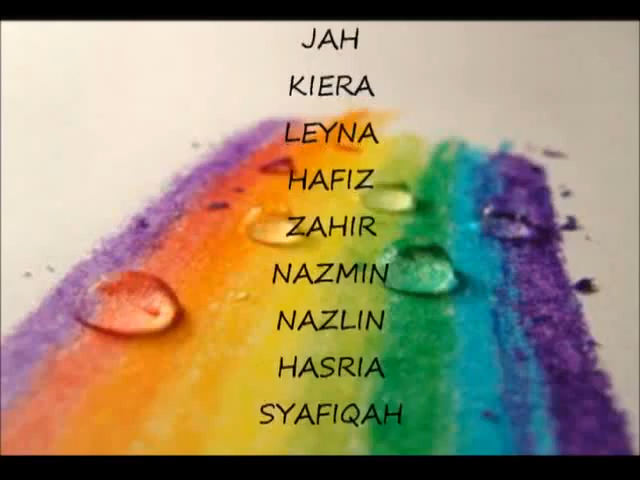 JAH
KIERA
LEYNA
HAFIZ
ZAHIR
NAZMIN
NAZLIN
HASRIA
SYAFIQAH